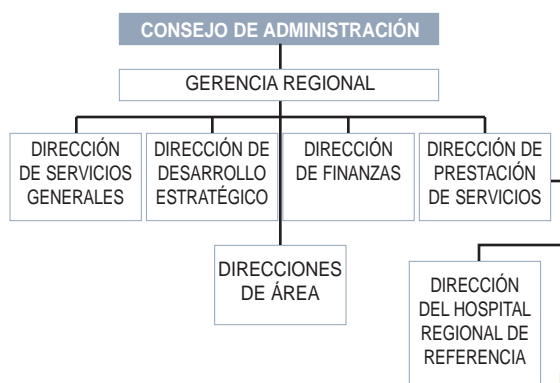 CONSEJO DE ADMINISTRACIÓN
GERENCIA REGIONAL
DIRECCIÓN
DE SERVICIOS
GENERALES
DIRECCIÓN DE
DESARROLLO
ESTRATÉGICO
DIRECCIÓN
DE FINANZAS
DIRECCIÓN DE
PRESTACIÓN
DE SERVICIOS
DIRECCIONES
DE ÁREA
DIRECCIÓN
DEL HOSPITAL
REGIONAL DE
REFERENCIA